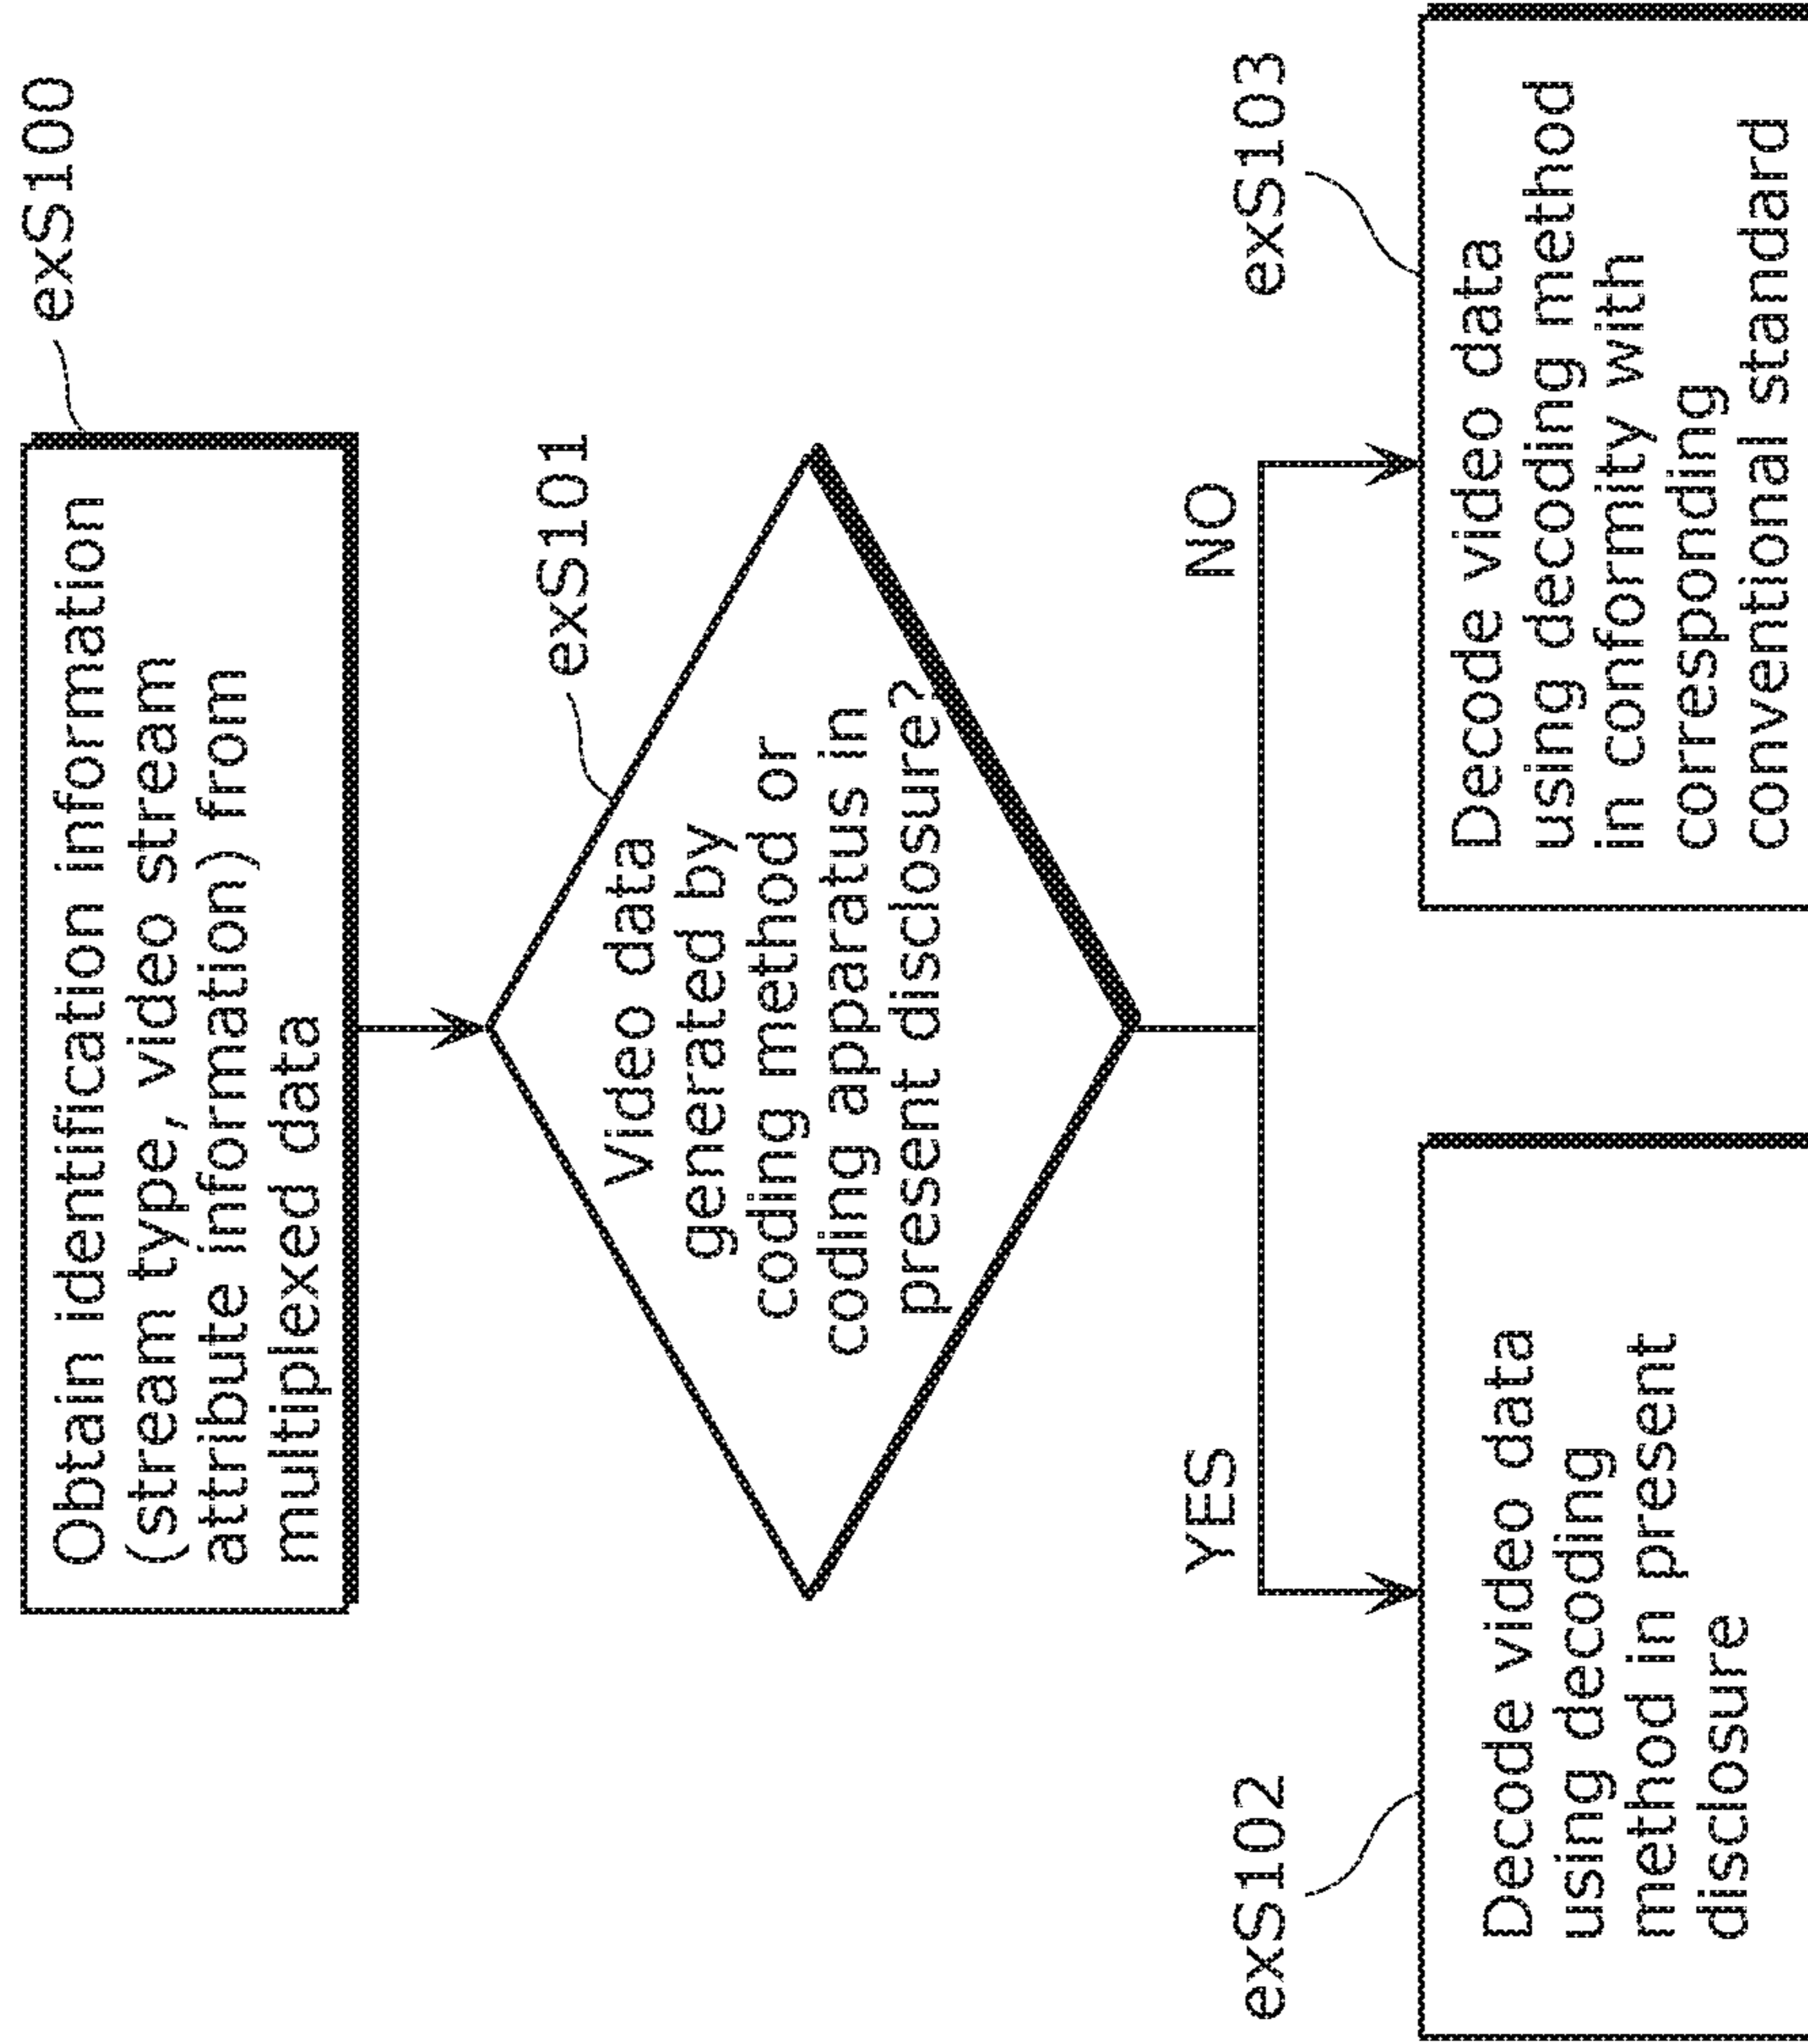 exS100
Obtain identification information
(stream type, video stream
attribute information) from
multiplexed data
exS101
Video data
generated by
coding method or
coding apparatus in
present disclosure?
YES
NO
exS102
Decode video data
using decoding
method in present
disclosure
exS103
Decode video data
using decoding method
in conformity with
corresponding
conventional standard